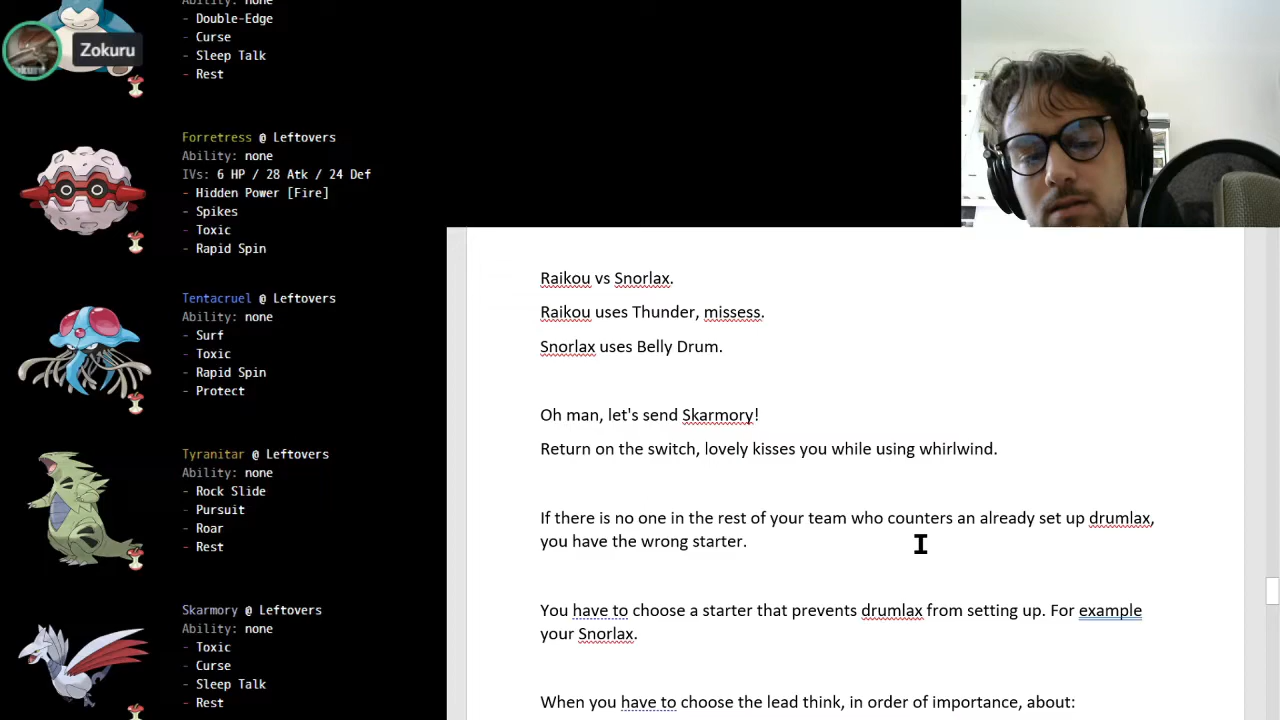 Ability: none
- Double-Edge
- Curse
- Sleep Talk
- Rest
Zokuru
Forretress @ Leftovers
Ability: none
IVs: 6 HP / 28 Atk / 24 Def
- Hidden Power [Fire]
- Spikes
- Toxic
- Rapid Spin
Tentacruel @ Leftovers
Ability: none
- Surf
- Toxic
- Rapid Spin
- Protect
Tyranitar @ Leftovers
Ability: none
- Rock Slide
- Pursuit
- Roar
- Rest
Skarmory @ Leftovers
Ability: none
- Toxic
- Curse
- Sleep Talk
- Rest
Raikou vs Snorlax.
Raikou uses Thunder, missess.
Snorlax uses Belly Drum.
Oh man, let's send Skarmory!
Return on the switch, lovely kisses you while using whirlwind.
If there is no one in the rest of your team who counters an already set up drumlax,
you have the wrong starter.
You have to choose a starter that prevents drumlax from setting up. For example
your Snorlax.
When you have to choose the lead think, in order of importance, about: